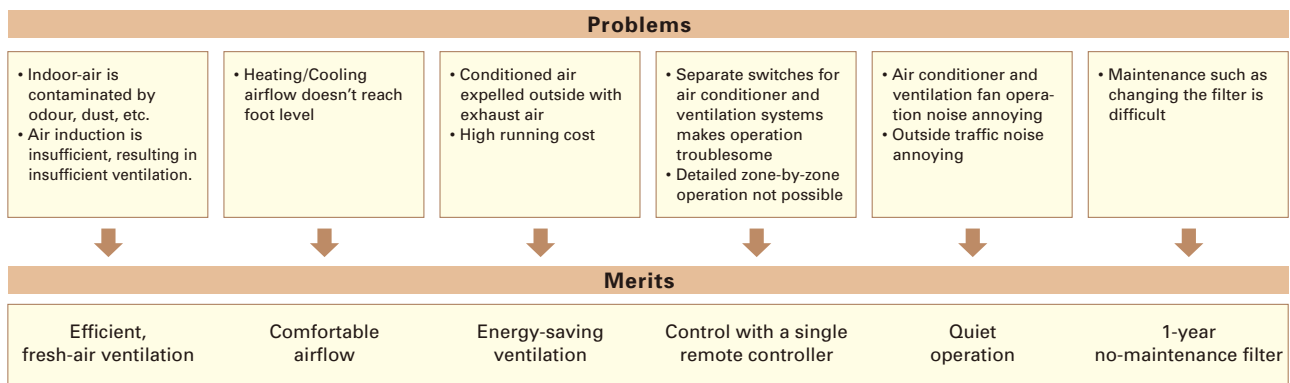 Problems
• Indoor-air is
contaminated by
odour, dust, etc.
• Air induction is
insufficient, resulting in
insufficient ventilation.
• Heating/Cooling
airflow doesn't reach
foot level
• Conditioned air
expelled outside with
exhaust air
• High running cost
• Separate switches for
air conditioner and
ventilation systems
makes operation
troublesome
• Detailed zone-by-zone
operation not possible
• Air conditioner and
ventilation fan opera-
tion noise annoying
• Outside traffic noise
annoying
• Maintenance such as
changing the filter is
difficult
Merits
Efficient,
fresh-air ventilation
Comfortable
airflow
Energy-saving
ventilation
Control with a single
remote controller
Quiet
operation
1-year
no-maintenance filter